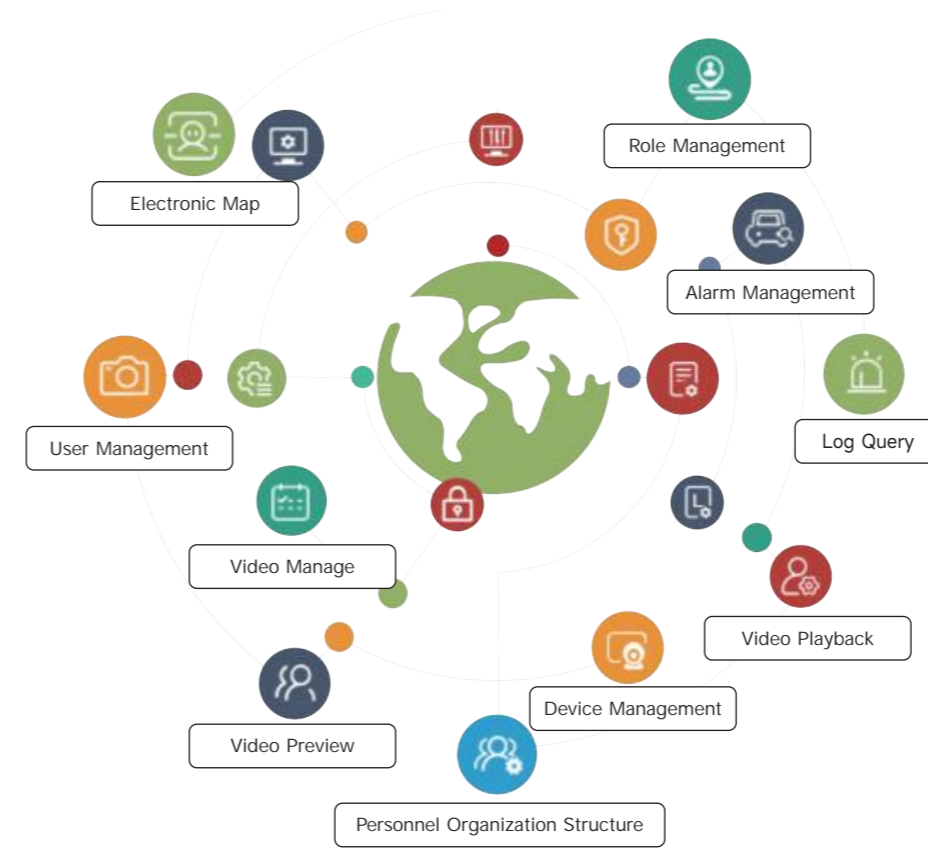 Role Management
Electronic Map
Alarm Management
User Management
Log Query
Video Manage
Video Playback
Device Management
Video Preview
Personnel Organization Structure